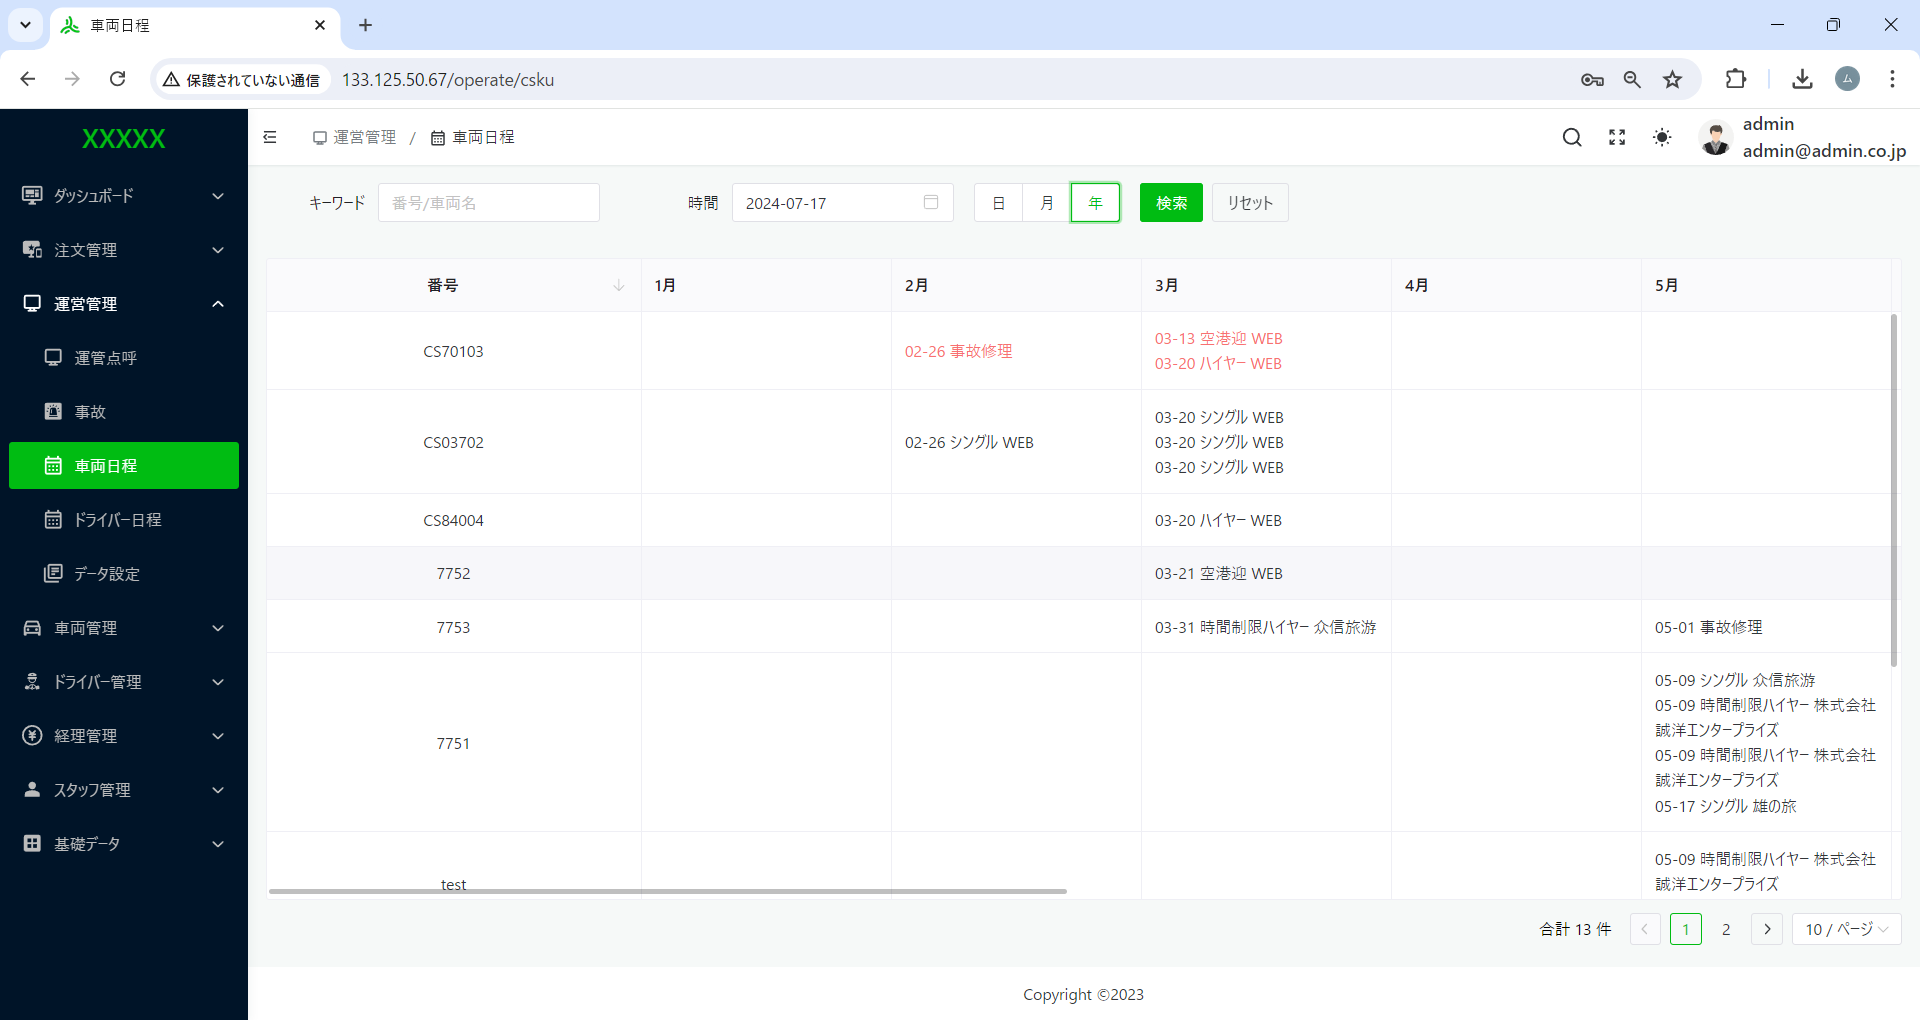 車両日程
保護されていない通信
133.125.50.67/operate/csku
ム
XXXXX
ダッシュボード
注文管理
運営管理
運管点呼
事故
車両日程
ドライバー日程
データ設定
車両管理
ドライバー管理
経理管理
スタッフ管理
基礎データ
運営管理 / 車両日程
admin
admin@admin.co.jp
キーワード 番号/車両名 時間 2024-07-17 日 月 年 検索 リセット
番号 1月 2月 3月 4月 5月
CS70103
02-26 事故修理
03-13 空港迎 WEB
03-20 ハイヤー WEB
CS03702
02-26 シングル WEB
03-20 シングル WEB
03-20 シングル WEB
03-20 シングル WEB
CS84004
03-20 ハイヤー WEB
7752
03-21 空港迎 WEB
7753
03-31 時間制限ハイヤー 众信旅游
05-01 事故修理
7751
05-09 シングル 众信旅游
05-09 時間制限ハイヤー 株式会社
誠洋エンタープライズ
05-09 時間制限ハイヤー 株式会社
誠洋エンタープライズ
05-17 シングル 雄の旅
test
05-09 時間制限ハイヤー 株式会社
誠洋エンタープライズ
合計 13 件 1 2 10 / ページ
Copyright ©2023